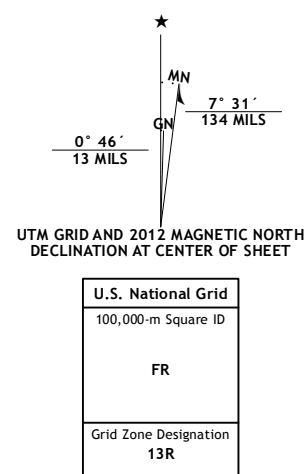 ★
MN
7° 31´
134 MILS
GN
0° 46´
13 MILS
UTM GRID AND 2012 MAGNETIC NORTH
DECLINATION AT CENTER OF SHEET
U.S. National Grid
100,000-m Square ID
FR
Grid Zone Designation
13R